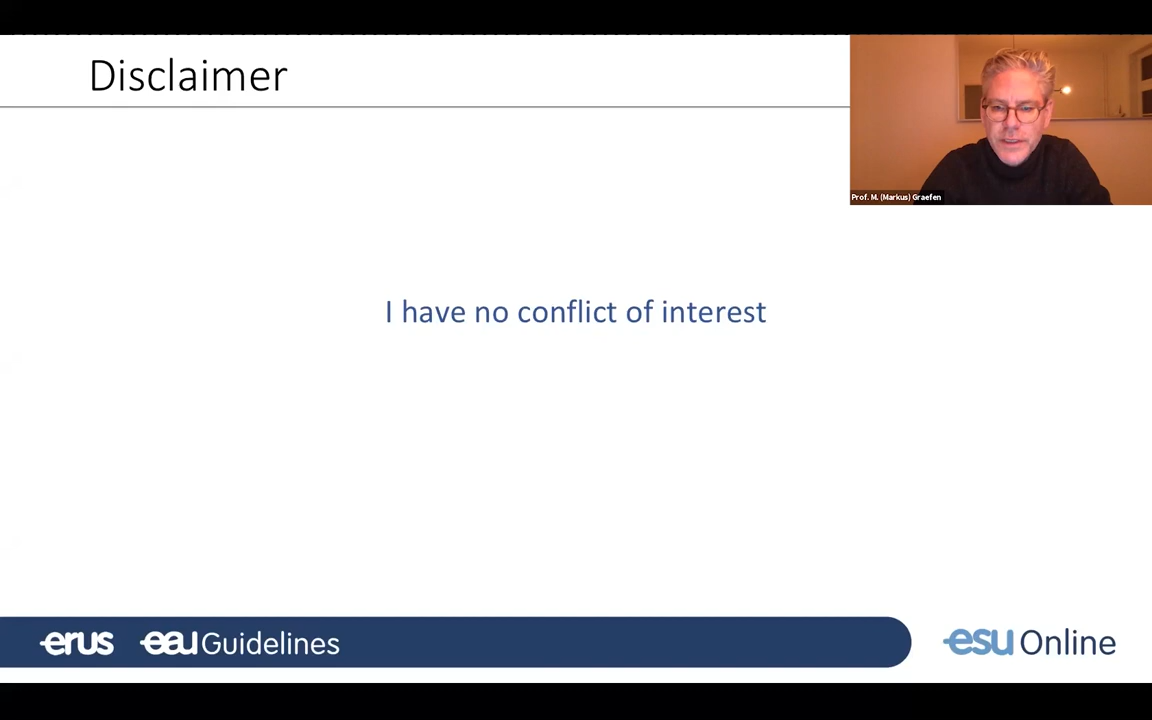 Disclaimer
Prof. M. (Markus) Graefen
I have no conflict of interest
erus eau Guidelines
esu Online